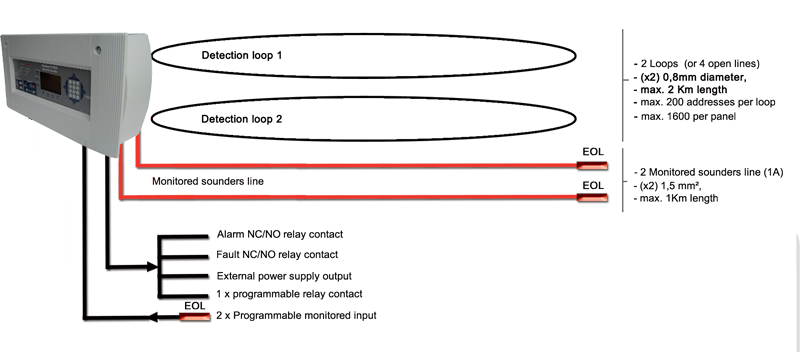 Detection loop 1
- 2 Loops (or 4 open lines)
- (x2) 0,8mm diameter,
- max. 2 Km length
- max. 200 addresses per loop
- max. 1600 per panel
Detection loop 2
EOL
Monitored sounders line
EOL
- 2 Monitored sounders line (1A)
- (x2) 1,5 mm²,
- max. 1Km length
Alarm NC/NO relay contact
Fault NC/NO relay contact
External power supply output
1 x programmable relay contact
EOL
2 x Programmable monitored input